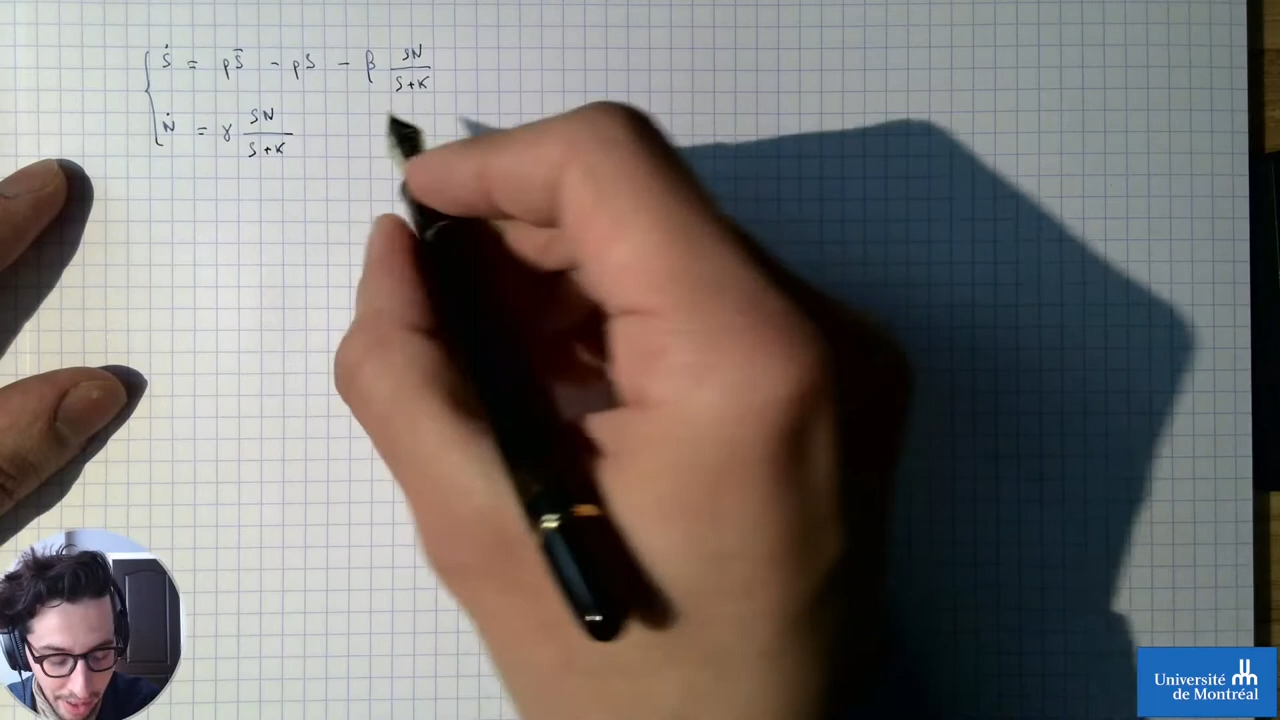 Ṡ = ρS̄ - ρS - β SN/S+K
Ṅ = γ SN/S+K
Université
de Montréal